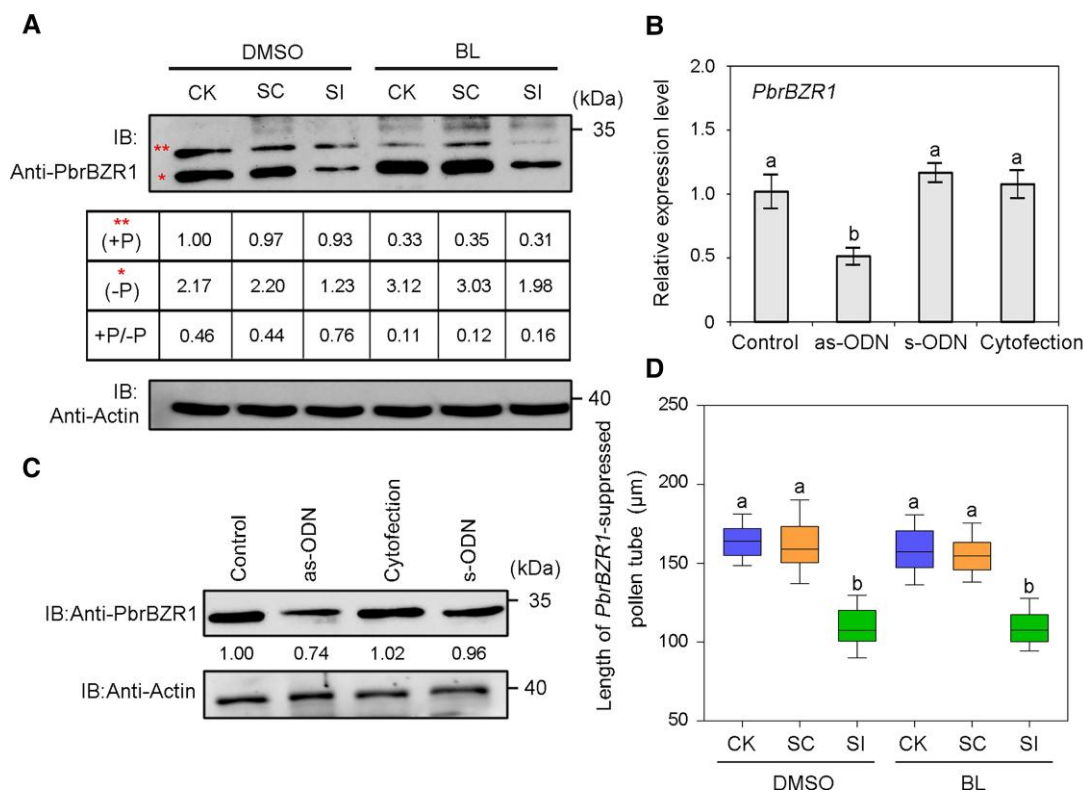 A
DMSO BL
CK SC SI CK SC SI (kDa)
IB:
Anti-PbrBZR1
**
*
35
** (+P) 1.00 0.97 0.93 0.33 0.35 0.31
* (-P) 2.17 2.20 1.23 3.12 3.03 1.98
+P/-P 0.46 0.44 0.76 0.11 0.12 0.16
IB:
Anti-Actin
40
B
PbrBZR1
Relative expression level
2.0
1.5
1.0
0.5
0
a b a a
Control as-ODN s-ODN Cytofection
C
Control as-ODN Cytofection s-ODN (kDa)
IB:Anti-PbrBZR1 35
1.00 0.74 1.02 0.96
IB:Anti-Actin 40
D
Length of PbrBZR1-suppressed
pollen tube (μm)
250
200
150
100
50
a a b a a b
CK SC SI CK SC SI
DMSO BL